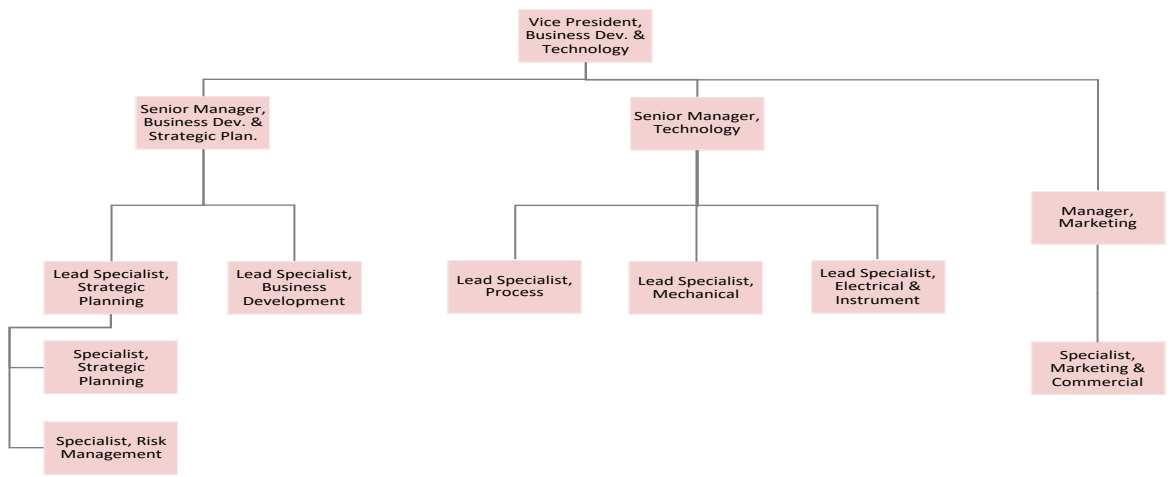 Vice President,
Business Dev. &
Technology
Senior Manager,
Business Dev. &
Strategic Plan.
Senior Manager,
Technology
Manager,
Marketing
Lead Specialist,
Strategic
Planning
Lead Specialist,
Business
Development
Lead Specialist,
Process
Lead Specialist,
Mechanical
Lead Specialist,
Electrical &
Instrument
Specialist,
Strategic
Planning
Specialist,
Marketing &
Commercial
Specialist, Risk
Management